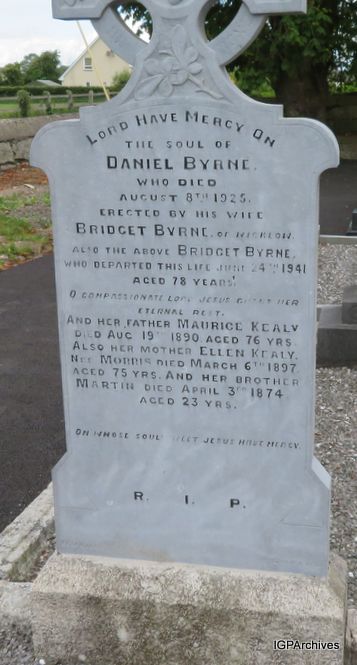 Lord Have Mercy On
THE SOUL OF
DANIEL BYRNE.
WHO DIED
AUGUST 8TH 1925.
ERECTED BY HIS WIFE
BRIDGET BYRNE, OF WICKLOW.
ALSO THE ABOVE BRIDGET BYRNE,
WHO DEPARTED THIS LIFE JUNE 24TH 1941
AGED 78 YEARS.
O COMPASSIONATE LORD JESUS GRANT HER
ETERNAL REST.
AND HER FATHER MAURICE KEALY
DIED AUG 19TH 1890, AGED 76 YRS.
ALSO HER MOTHER ELLEN KEALY,
NEE MORRIS DIED MARCH 6TH 1897,
AGED 75 YRS. AND HER BROTHER
MARTIN DIED APRIL 3RD 1874
AGED 23 YRS.
ON WHOSE SOULS SWEET JESUS HAVE MERCY.
R. I. P.
IGPArchives